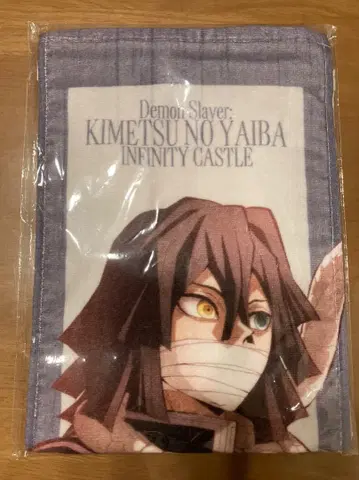 Demon Slayer:
KIMETSU NO YAIBA
INFINITY CASTLE